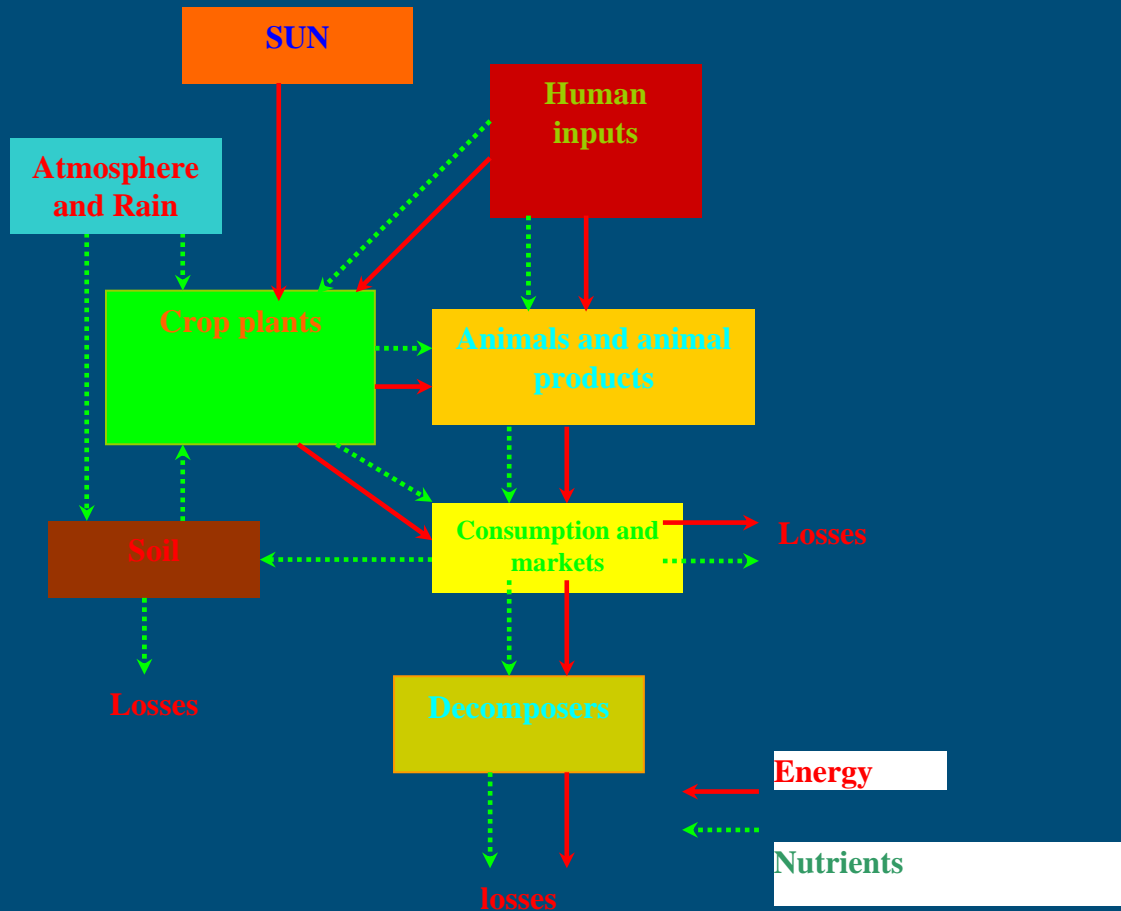 SUN
Human
inputs
Atmosphere
and Rain
Crop plants
Animals and animal
products
Consumption and
markets
Losses
Soil
Losses
Decomposers
Energy
Nutrients
losses